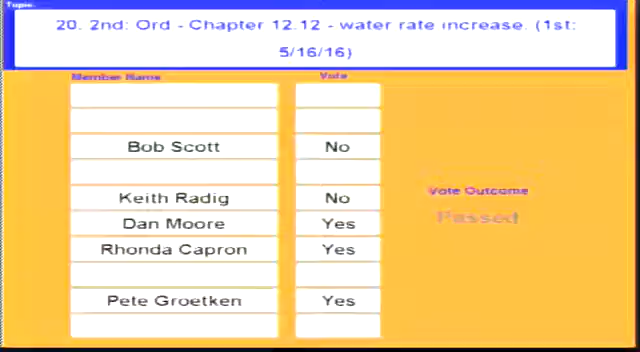 Topic
20. 2nd: Ord - Chapter 12.12 - water rate increase. (1st:
5/16/16)
Member Name Vote
Bob Scott No
Keith Radig No
Dan Moore Yes
Rhonda Capron Yes
Pete Groetken Yes
Vote Outcome
Passed